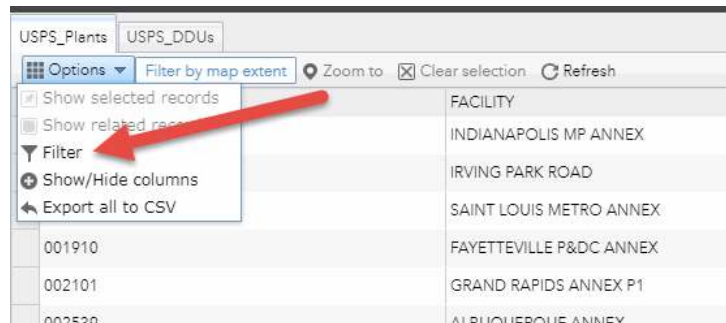 USPS_Plants USPS_DDUs
Options Filter by map extent Zoom to Clear selection Refresh
Show selected records
FACILITY
Show related
INDIANAPOLIS MP ANNEX
Filter
Show/Hide columns
IRVING PARK ROAD
Export all to CSV
SAINT LOUIS METRO ANNEX
001910 FAYETTEVILLE P&DC ANNEX
002101 GRAND RAPIDS ANNEX P1